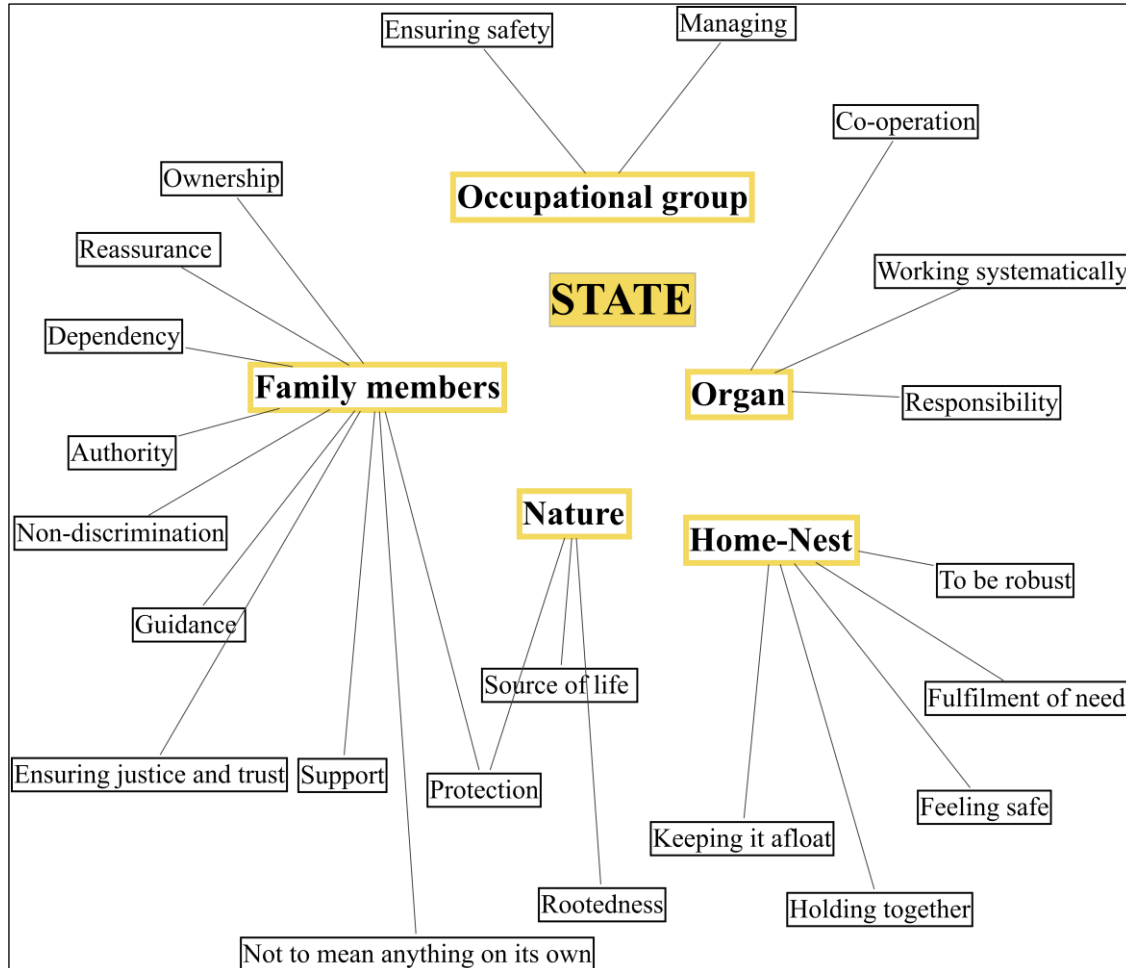 Ensuring safety
Managing
Co-operation
Ownership
Occupational group
Reassurance
Working systematically
STATE
Dependency
Family members
Organ
Responsibility
Authority
Nature
Non-discrimination
Home-Nest
To be robust
Guidance
Source of life
Fulfilment of need
Ensuring justice and trust
Support
Protection
Feeling safe
Keeping it afloat
Rootedness
Holding together
Not to mean anything on its own